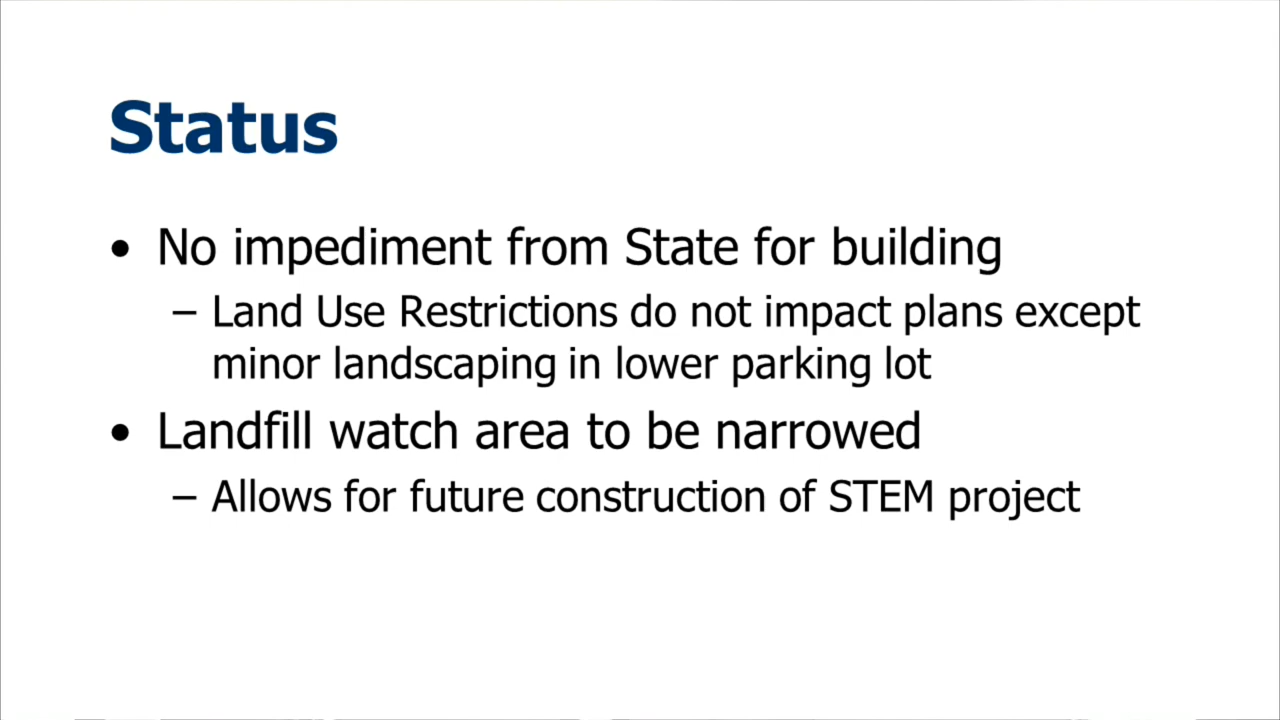 Status
• No impediment from State for building
– Land Use Restrictions do not impact plans except
minor landscaping in lower parking lot
• Landfill watch area to be narrowed
– Allows for future construction of STEM project